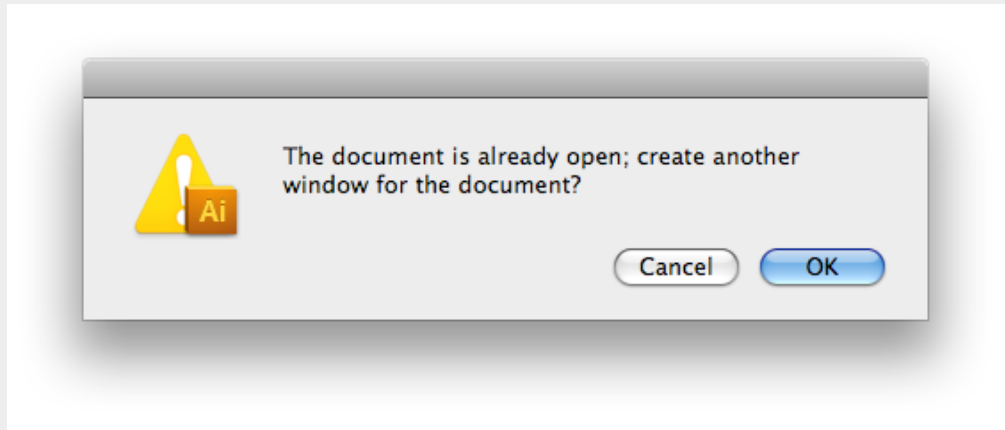 The document is already open; create another
window for the document?
Ai
Cancel OK